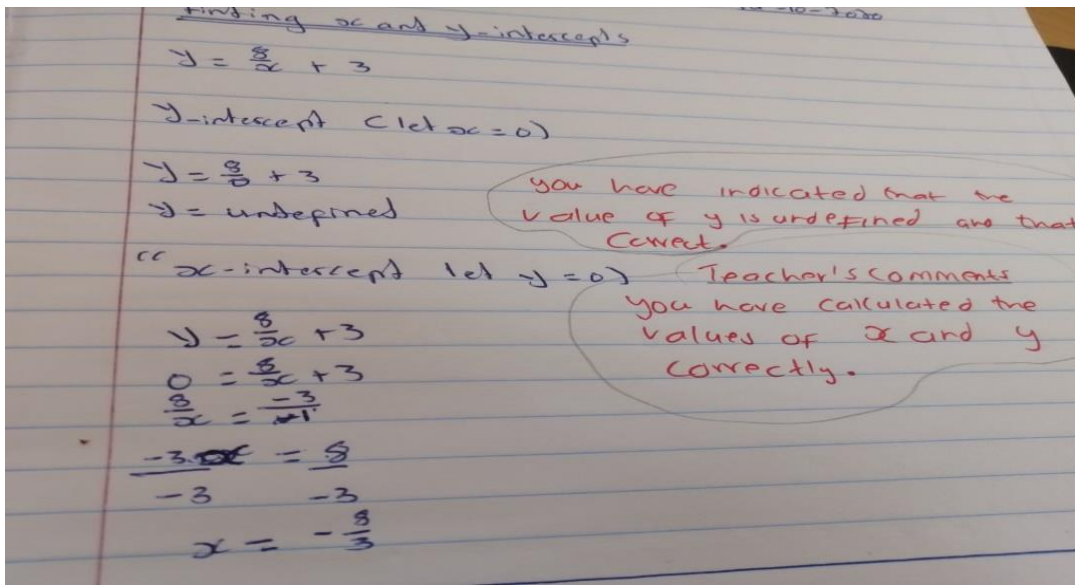 Finding x and y-intercepts
y = 8/x + 3
y-intercept (let x = 0)
y = 8/0 + 3
y = undefined
you have indicated that the
value of y is undefined and that
Correct.
"x-intercept let y = 0)
Teacher's Comments
you have calculated the
values of x and y
correctly.
y = 8/x + 3
0 = 8/x + 3
8/x = -3/1
-3x = 8
-3 -3
x = -8/3